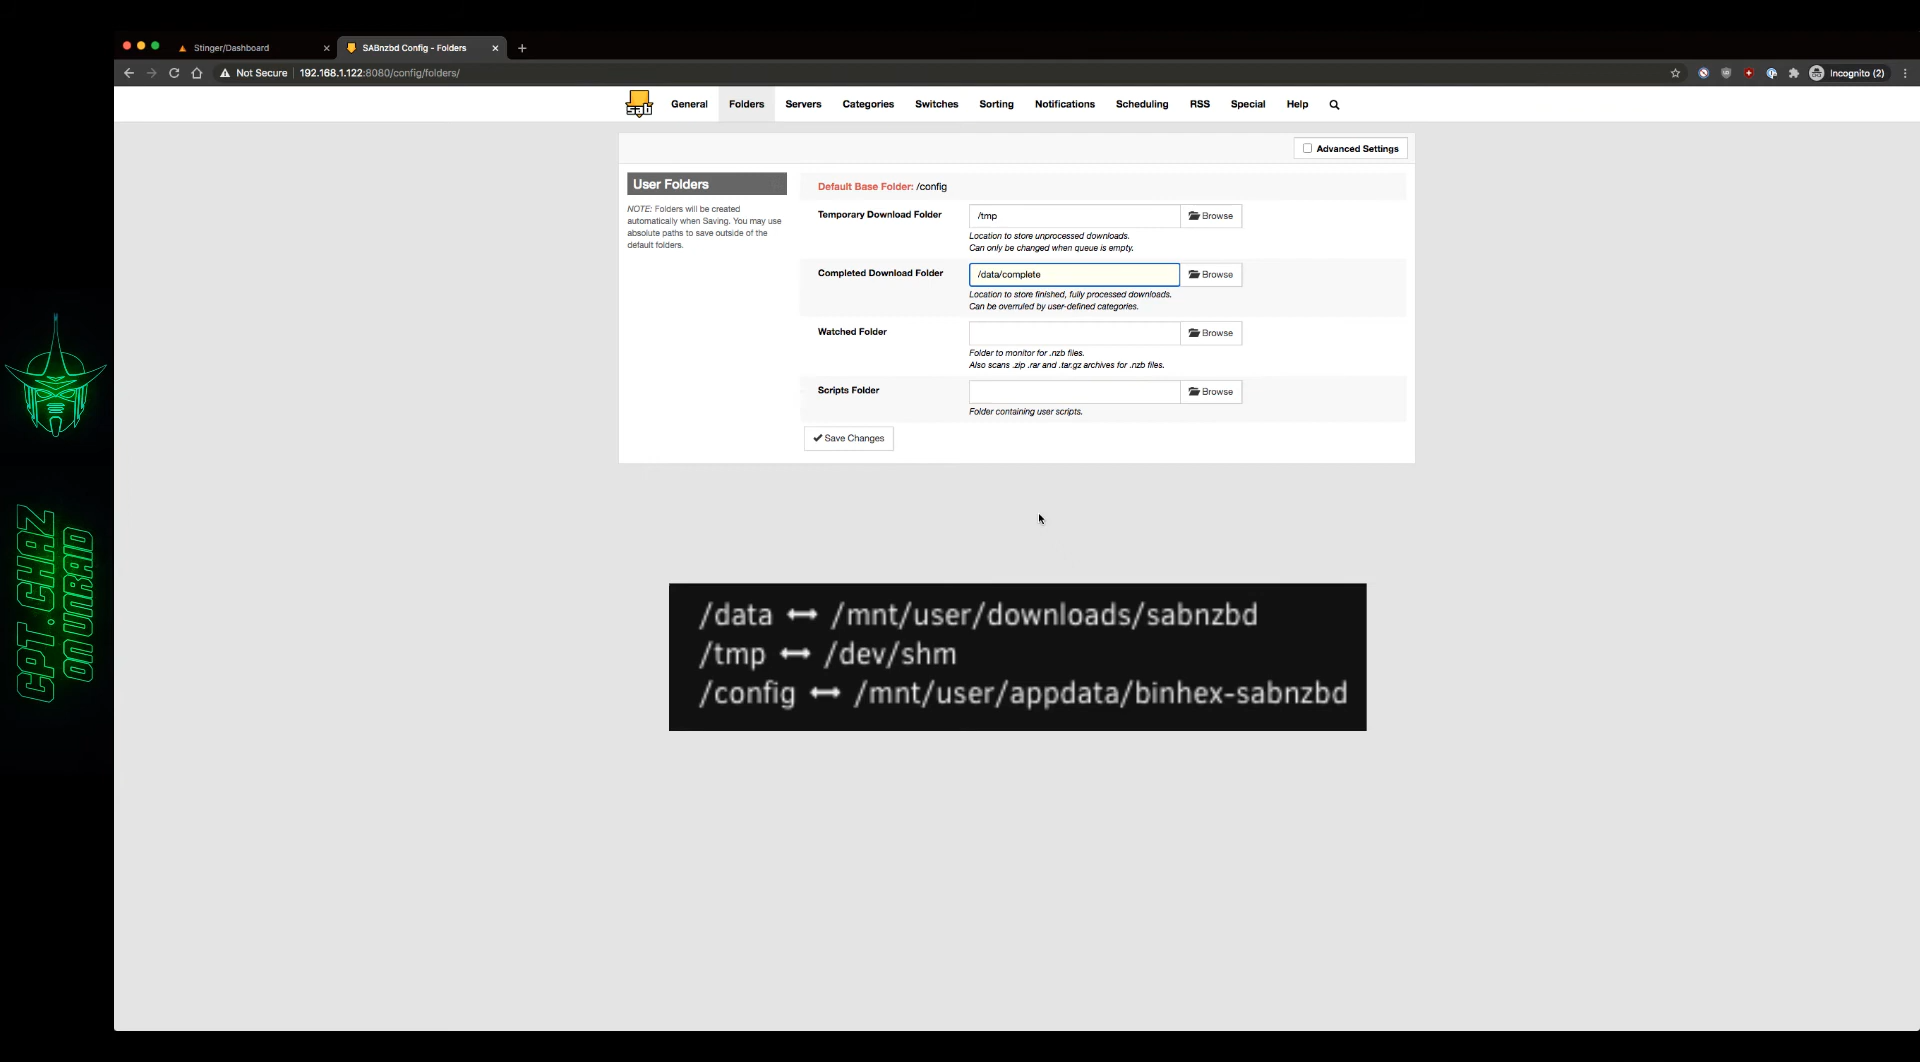 Stinger/Dashboard
SABnzbd Config - Folders
Not Secure
192.168.1.122:8080/config/folders/
Incognito (2)
General
Folders
Servers
Categories
Switches
Sorting
Notifications
Scheduling
RSS
Special
Help
Advanced Settings
User Folders
NOTE: Folders will be created
automatically when Saving. You may use
absolute paths to save outside of the
default folders.
Default Base Folder: /config
Temporary Download Folder
/tmp
Browse
Location to store unprocessed downloads.
Can only be changed when queue is empty.
Completed Download Folder
/data/complete
Browse
Location to store finished, fully processed downloads.
Can be overruled by user-defined categories.
Watched Folder
Browse
Folder to monitor for .nzb files.
Also scans .zip .rar and .tar.gz archives for .nzb files.
Scripts Folder
Browse
Folder containing user scripts.
Save Changes
/data ↔ /mnt/user/downloads/sabnzbd
/tmp ↔ /dev/shm
/config ↔ /mnt/user/appdata/binhex-sabnzbd
CPT.CHAZ
ON UNRAID